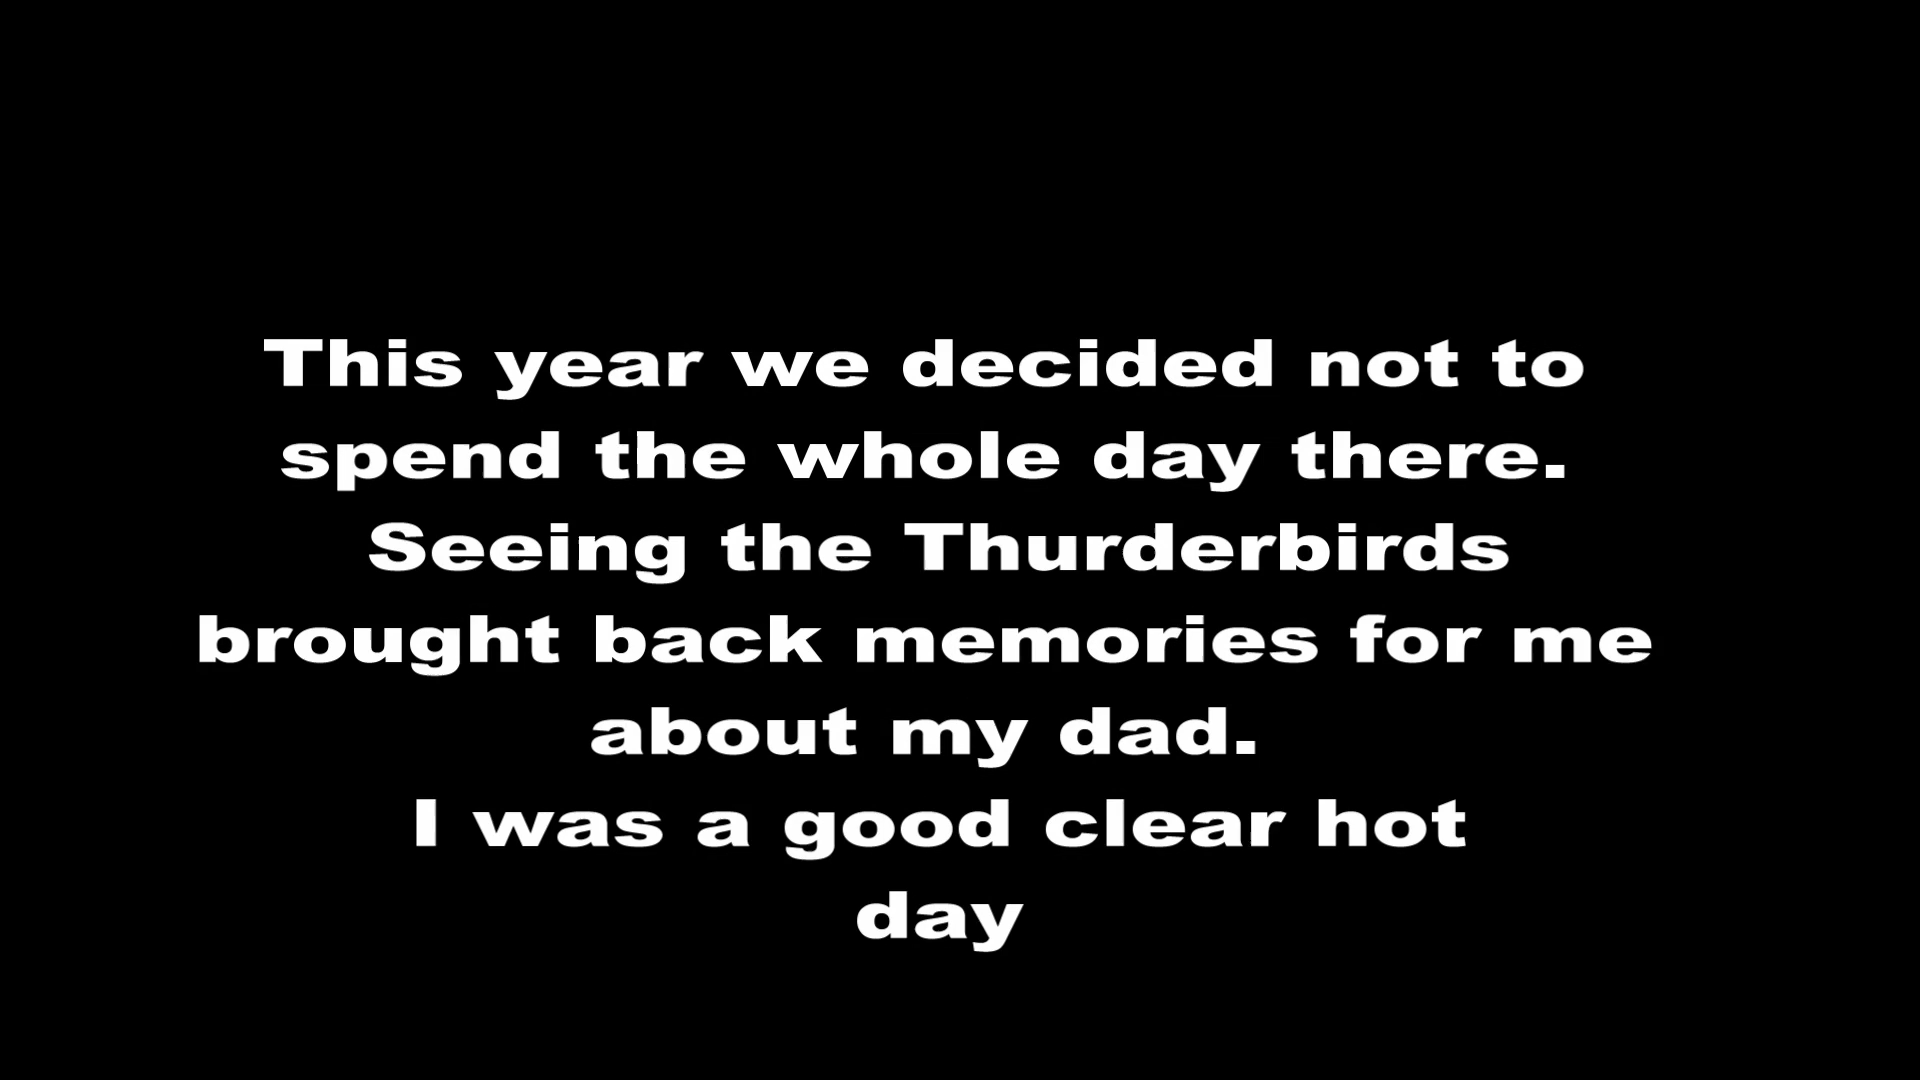 This year we decided not to
spend the whole day there.
Seeing the Thurderbirds
brought back memories for me
about my dad.
I was a good clear hot
day